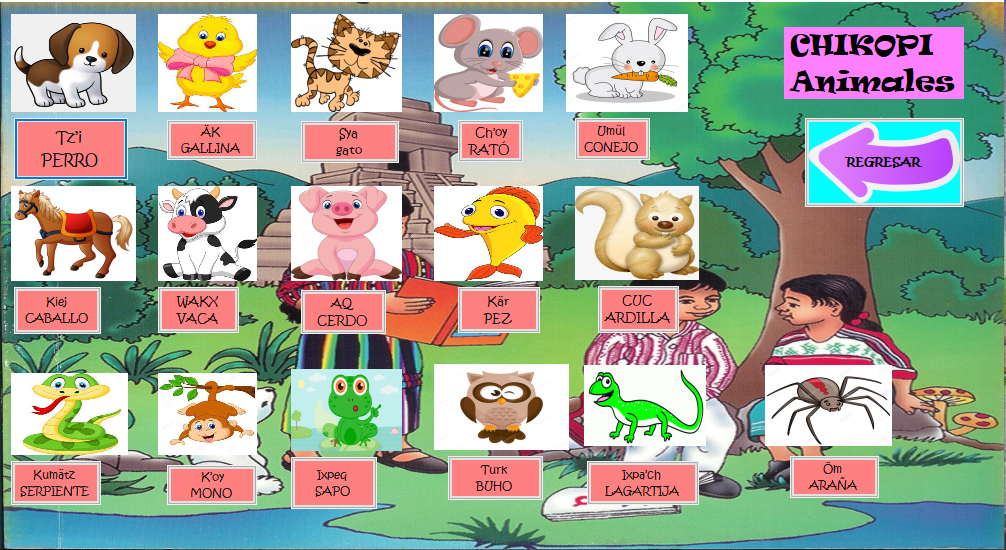 CHIKOPI
Animales
REGRESAR
Tz'i
PERRO
ÄK
GALLINA
Sya
gato
Ch'oy
RATÓ
Umül
CONEJO
Kiej
CABALLO
WAKX
VACA
AQ
CERDO
Kär
PEZ
CUC
ARDILLA
Kumätz
SERPIENTE
K'oy
MONO
Ixpeq
SAPO
Turk
BUHO
Ixpa'Ch
LAGARTIJA
Öm
ARAÑA